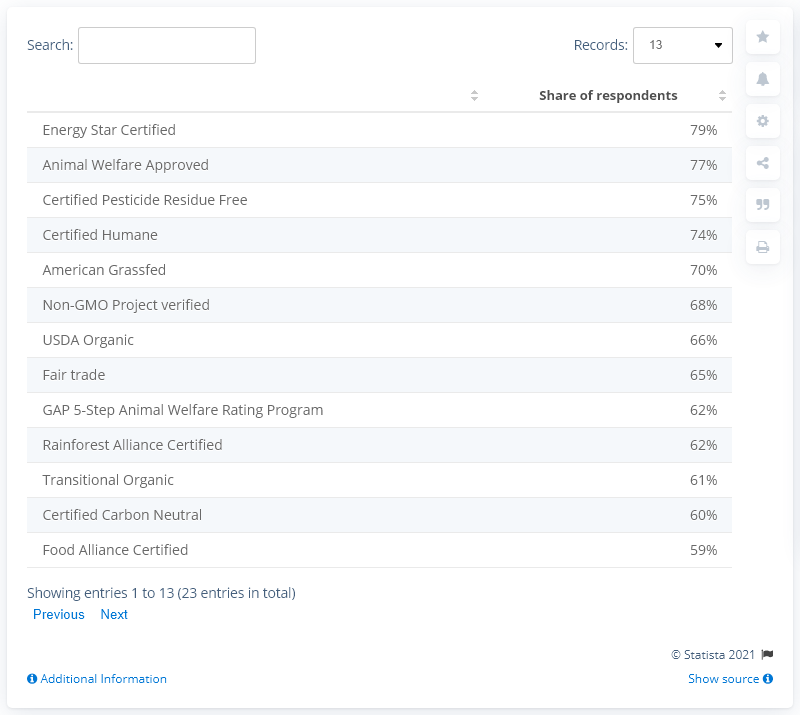 Search:
Records: 13
Share of respondents
Energy Star Certified 79%
Animal Welfare Approved 77%
Certified Pesticide Residue Free 75%
Certified Humane 74%
American Grassfed 70%
Non-GMO Project verified 68%
USDA Organic 66%
Fair trade 65%
GAP 5-Step Animal Welfare Rating Program 62%
Rainforest Alliance Certified 62%
Transitional Organic 61%
Certified Carbon Neutral 60%
Food Alliance Certified 59%
Showing entries 1 to 13 (23 entries in total)
Previous Next
© Statista 2021
Additional Information Show source